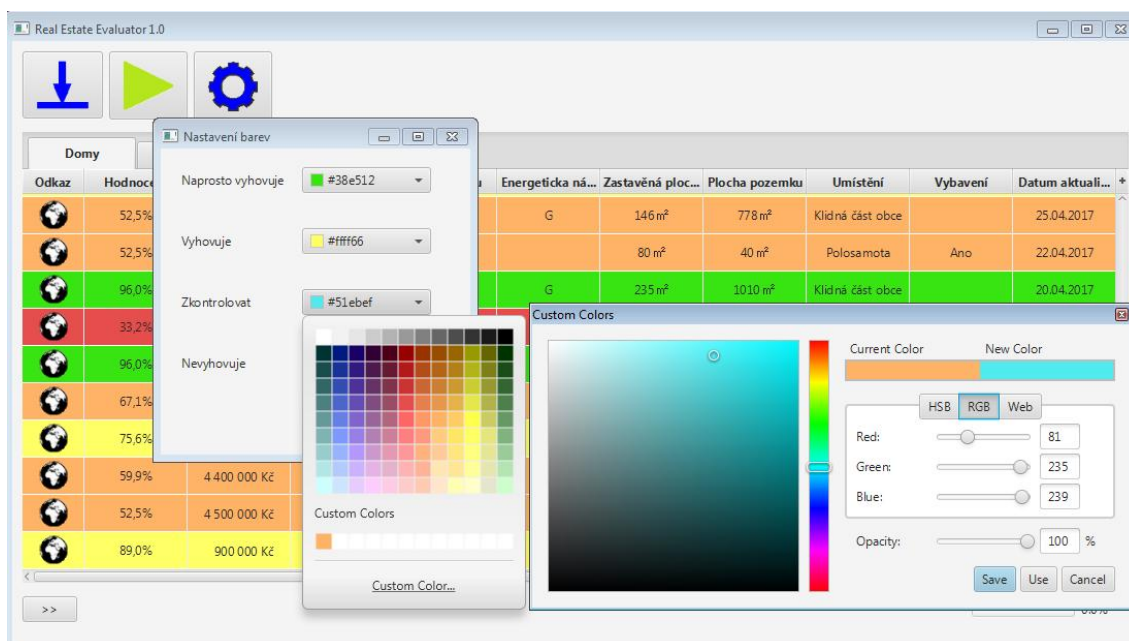 Real Estate Evaluator 1.0
Nastavení barev
Domy
Odkaz Hodnoce Energeticka ná... Zastavěná ploc... Plocha pozemku Umístění Vybavení Datum aktuali... +
Naprosto vyhovuje #38e512
52,5% G 146 m² 778 m² Klidná část obce 25.04.2017
Vyhovuje #ffff66
52,5% 80 m² 40 m² Polosamota Ano 22.04.2017
96,0% G 235 m² 1010 m² Klidná část obce 20.04.2017
Zkontrolovat #51ebef
33,2%
Nevyhovuje
96,0%
67,1%
75,6%
59,9% 4 400 000 Kč
52,5% 4 500 000 Kč
89,0% 900 000 Kč
>>
Custom Colors
Custom Color...
Custom Colors
Current Color New Color
HSB RGB Web
Red: 81
Green: 235
Blue: 239
Opacity: 100 %
Save Use Cancel